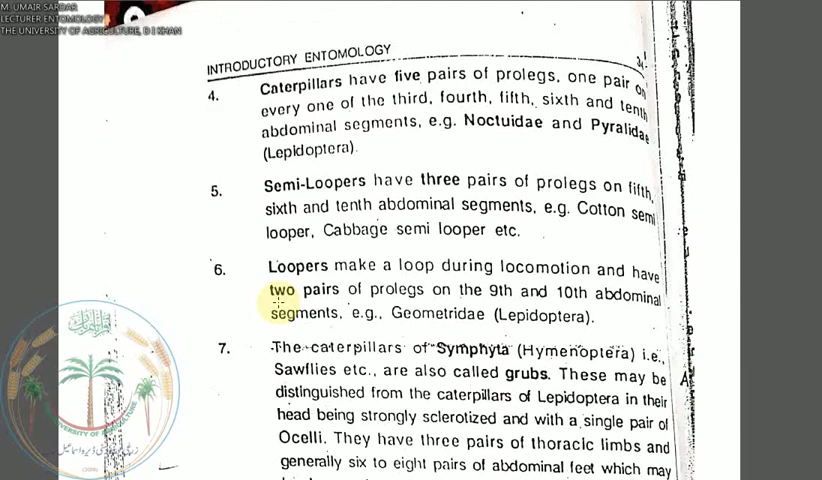 M. UMAIR SARDAR
LECTURER ENTOMOLOGY
THE UNIVERSITY OF AGRICULTURE, D I KHAN
INTRODUCTORY ENTOMOLOGY
4. Caterpillars have five pairs of prolegs, one pair on
every one of the third, fourth, fifth, sixth and tenth
abdominal segments, e.g. Noctuidae and Pyralidae
(Lepidoptera).
5. Semi-Loopers have three pairs of prolegs on fifth,
sixth and tenth abdominal segments, e.g. Cotton semi
looper, Cabbage semi looper etc.
6. Loopers make a loop during locomotion and have
two pairs of prolegs on the 9th and 10th abdominal
segments, e.g., Geometridae (Lepidoptera).
7. The caterpillars of Symphyta (Hymenoptera) i.e.,
Sawflies etc., are also called grubs. These may be
distinguished from the caterpillars of Lepidoptera in their
head being strongly sclerotized and with a single pair of
Ocelli. They have three pairs of thoracic limbs and
generally six to eight pairs of abdominal feet which may
UNIVERSITY OF AGRICULTURE